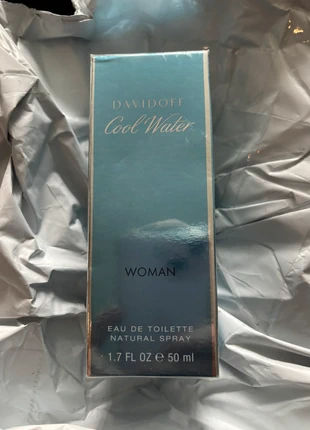 DAVIDOFF
Cool Water
WOMAN
EAU DE TOILETTE
NATURAL SPRAY
1.7 FL OZ ℮ 50 ml